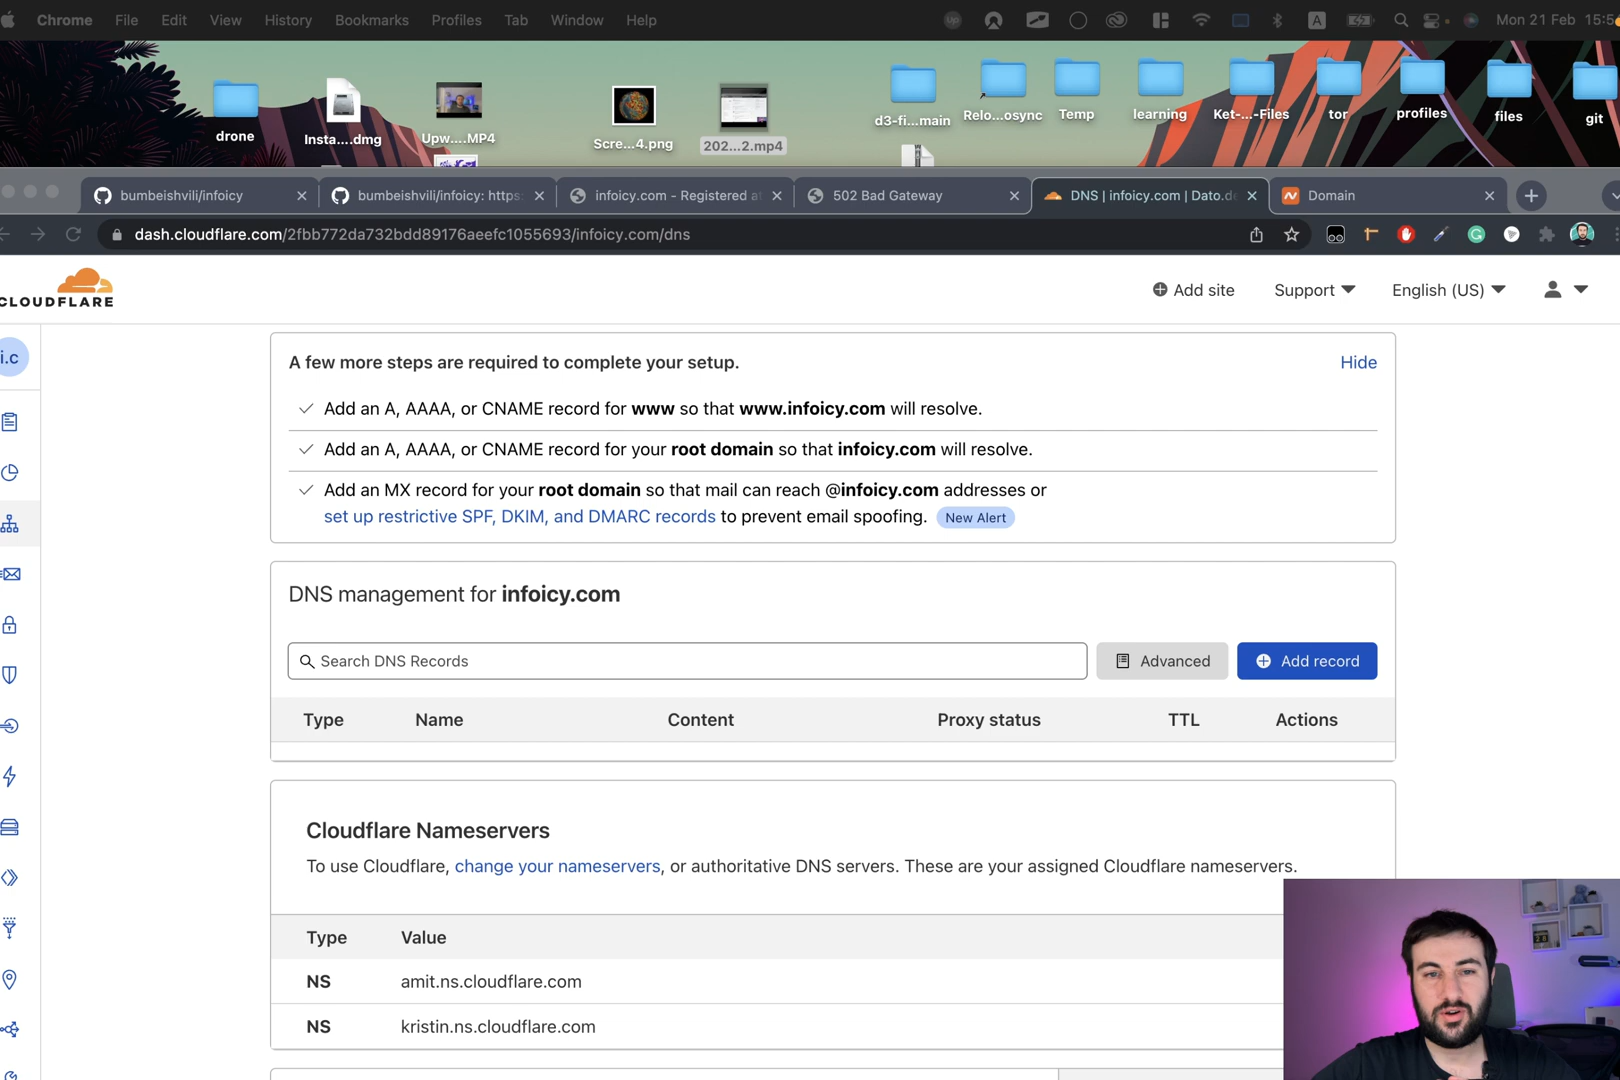 Chrome File Edit View History Bookmarks Profiles Tab Window Help
Up
A
Mon 21 Feb
drone
Insta....dmg
Upw....MP4
Scre...4.png
202...2.mp4
d3-fi...main
Relo...osync
Temp
learning
Ket-...-Files
tor
profiles
files
git
bumbeishvili/infoicy
bumbeishvili/infoicy: https:
infoicy.com - Registered at
502 Bad Gateway
DNS | infoicy.com | Dato.de
Domain
dash.cloudflare.com/2fbb772da732bdd89176aeefc1055693/infoicy.com/dns
CLOUDFLARE
Add site
Support
English (US)
i.c
A few more steps are required to complete your setup.
Hide
Add an A, AAAA, or CNAME record for www so that www.infoicy.com will resolve.
Add an A, AAAA, or CNAME record for your root domain so that infoicy.com will resolve.
Add an MX record for your root domain so that mail can reach @infoicy.com addresses or
set up restrictive SPF, DKIM, and DMARC records to prevent email spoofing. New Alert
DNS management for infoicy.com
Search DNS Records
Advanced
Add record
Type Name Content Proxy status TTL Actions
Cloudflare Nameservers
To use Cloudflare, change your nameservers, or authoritative DNS servers. These are your assigned Cloudflare nameservers.
Type Value
NS amit.ns.cloudflare.com
NS kristin.ns.cloudflare.com